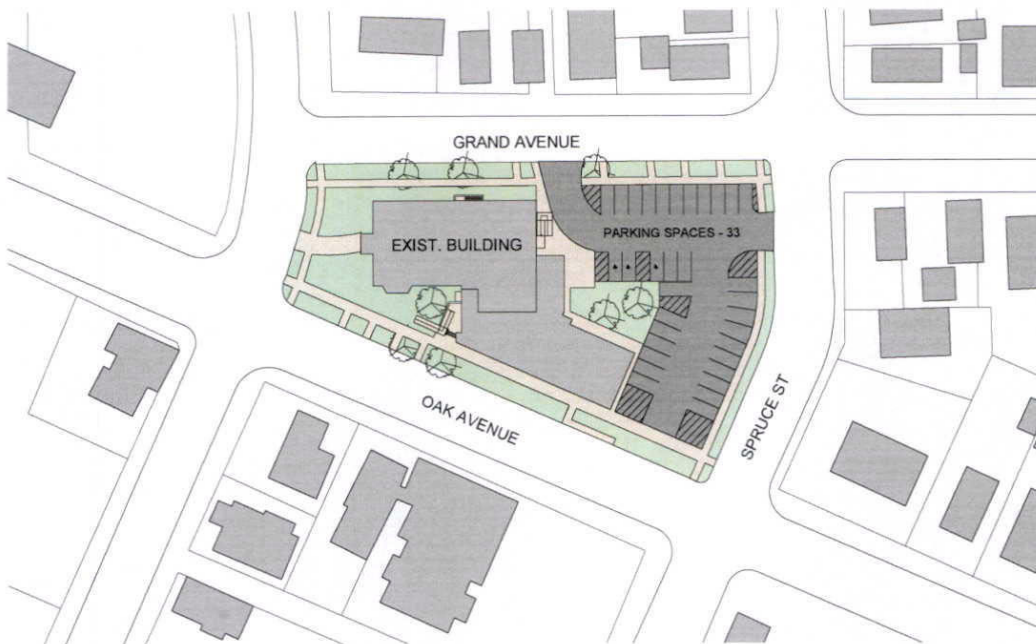 GRAND AVENUE
PARKING SPACES - 33
EXIST. BUILDING
OAK AVENUE
SPRUCE ST